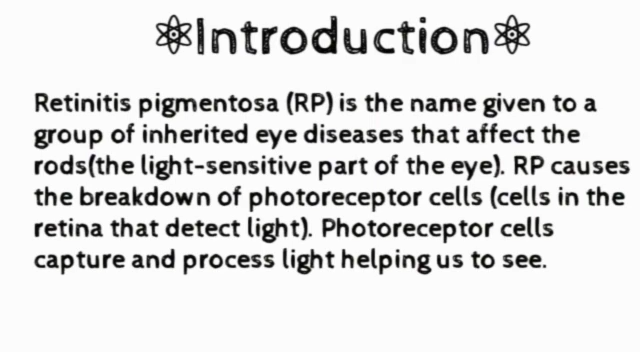 Introduction
Retinitis pigmentosa (RP) is the name given to a
group of inherited eye diseases that affect the
rods(the light-sensitive part of the eye). RP causes
the breakdown of photoreceptor cells (cells in the
retina that detect light). Photoreceptor cells
capture and process light helping us to see.